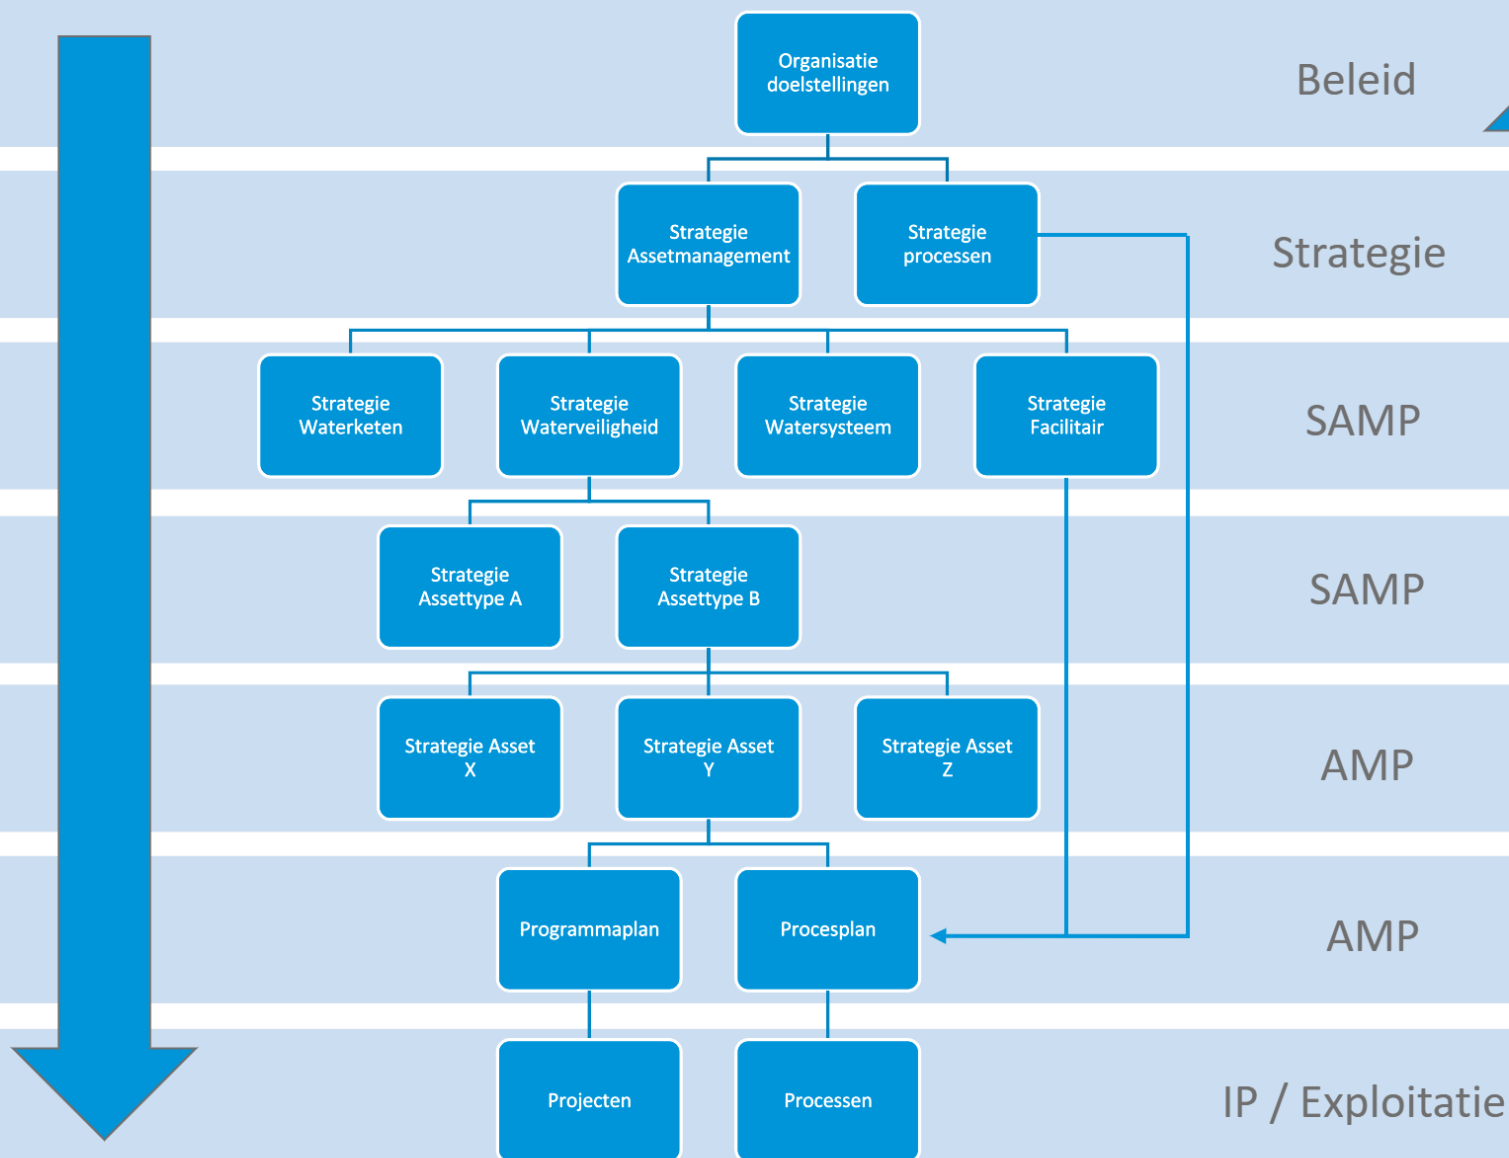 Organisatie
doelstellingen
Beleid
Strategie
Assetmanagement
Strategie
processen
Strategie
Strategie
Waterketen
Strategie
Waterveiligheid
Strategie
Watersysteem
Strategie
Facilitair
SAMP
Strategie
Assettype A
Strategie
Assettype B
SAMP
Strategie Asset
X
Strategie Asset
Y
Strategie Asset
Z
AMP
Programmaplan
Procesplan
AMP
Projecten
Processen
IP / Exploitatie